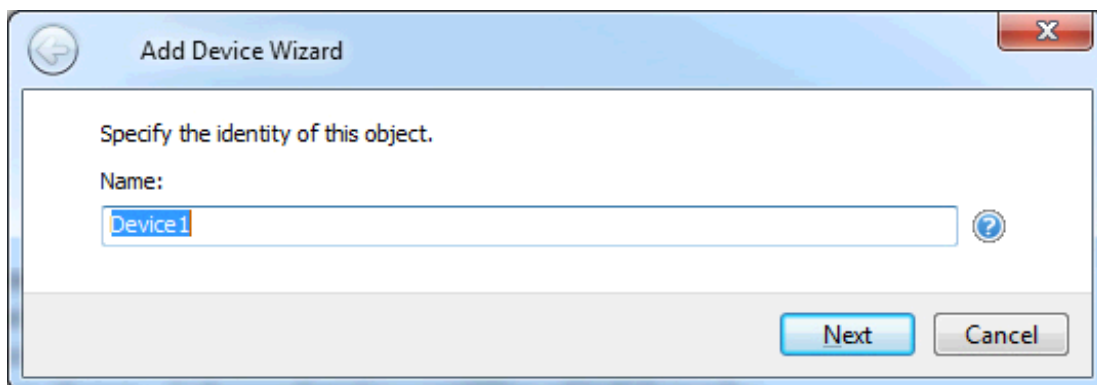 Add Device Wizard
Specify the identity of this object.
Name:
Device1
Next Cancel